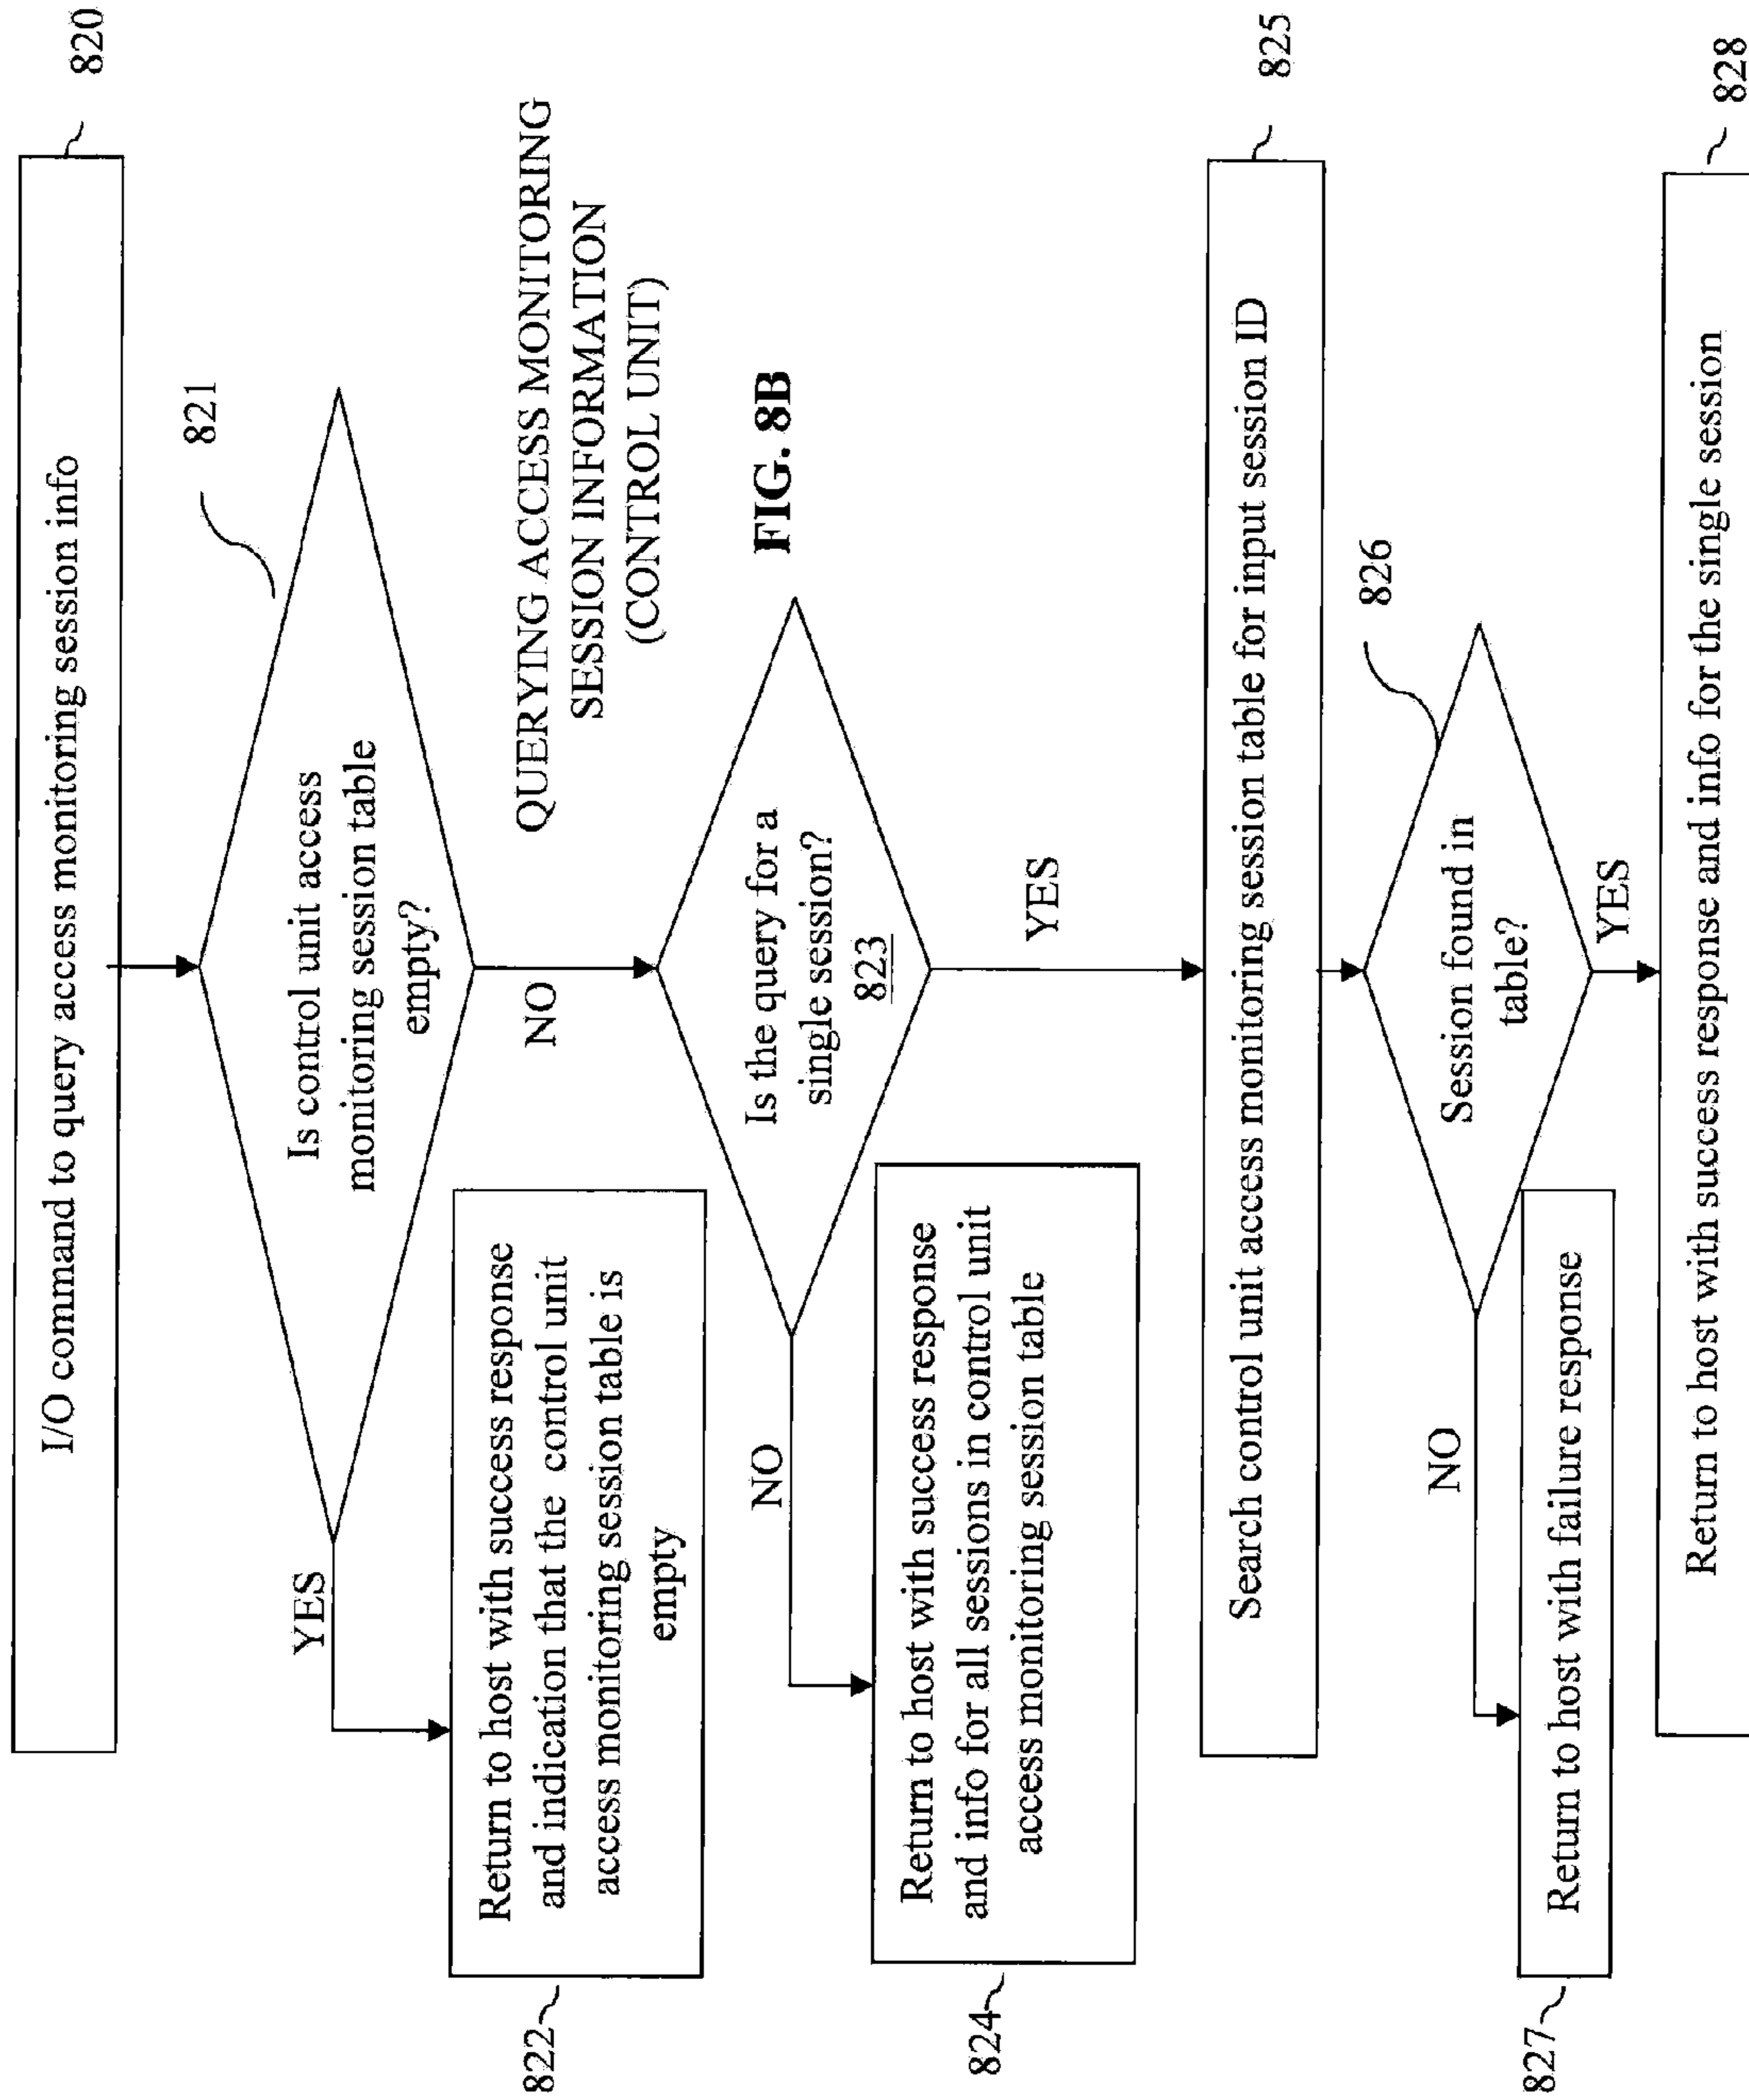 I/O command to query access monitoring session info
820
821
Is control unit access
monitoring session table
empty?
YES
NO
Return to host with success response
and indication that the control unit
access monitoring session table is
empty
822
QUERYING ACCESS MONITORING
SESSION INFORMATION
(CONTROL UNIT)
FIG. 8B
Is the query for a
single session?
823
NO
YES
Return to host with success response
and info for all sessions in control unit
access monitoring session table
824
Search control unit access monitoring session table for input session ID
825
826
Session found in
table?
NO
YES
Return to host with failure response
827
Return to host with success response and info for the single session
828